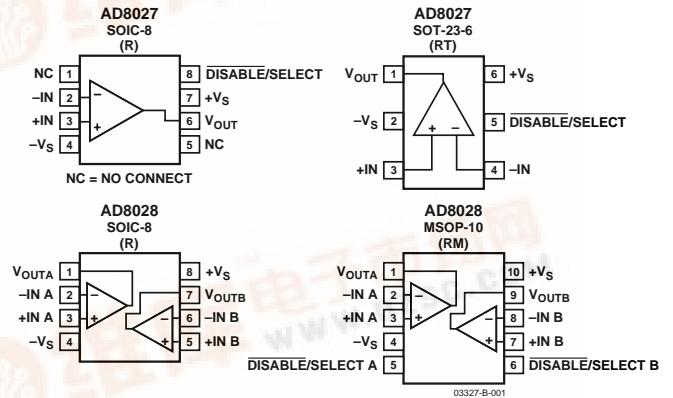 AD8027
SOIC-8
(R)
NC 1
–IN 2
+IN 3
–VS 4
8 DISABLE/SELECT
7 +VS
6 VOUT
5 NC
NC = NO CONNECT
AD8027
SOT-23-6
(RT)
VOUT 1
–VS 2
+IN 3
6 +VS
5 DISABLE/SELECT
4 –IN
AD8028
SOIC-8
(R)
VOUTA 1
–IN A 2
+IN A 3
–VS 4
8 +VS
7 VOUTB
6 –IN B
5 +IN B
AD8028
MSOP-10
(RM)
VOUTA 1
–IN A 2
+IN A 3
–VS 4
DISABLE/SELECT A 5
10 +VS
9 VOUTB
8 –IN B
7 +IN B
6 DISABLE/SELECT B
03327-B-001